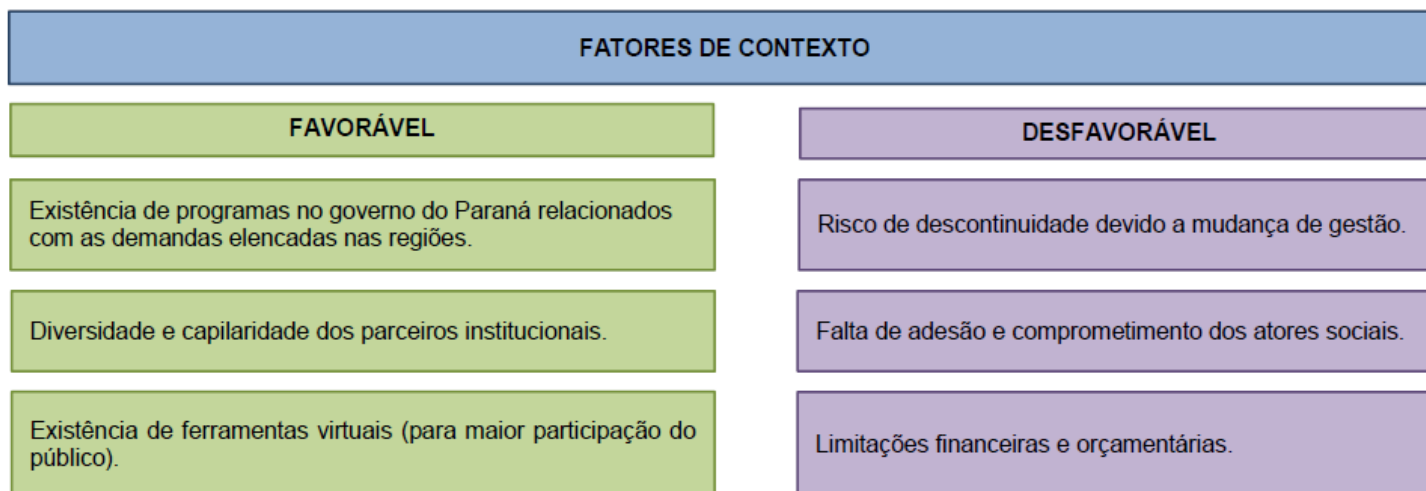 FATORES DE CONTEXTO
FAVORÁVEL
Existência de programas no governo do Paraná relacionados
com as demandas elencadas nas regiões.
Diversidade e capilaridade dos parceiros institucionais.
Existência de ferramentas virtuais (para maior participação do
público).
DESFAVORÁVEL
Risco de descontinuidade devido a mudança de gestão.
Falta de adesão e comprometimento dos atores sociais.
Limitações financeiras e orçamentárias.